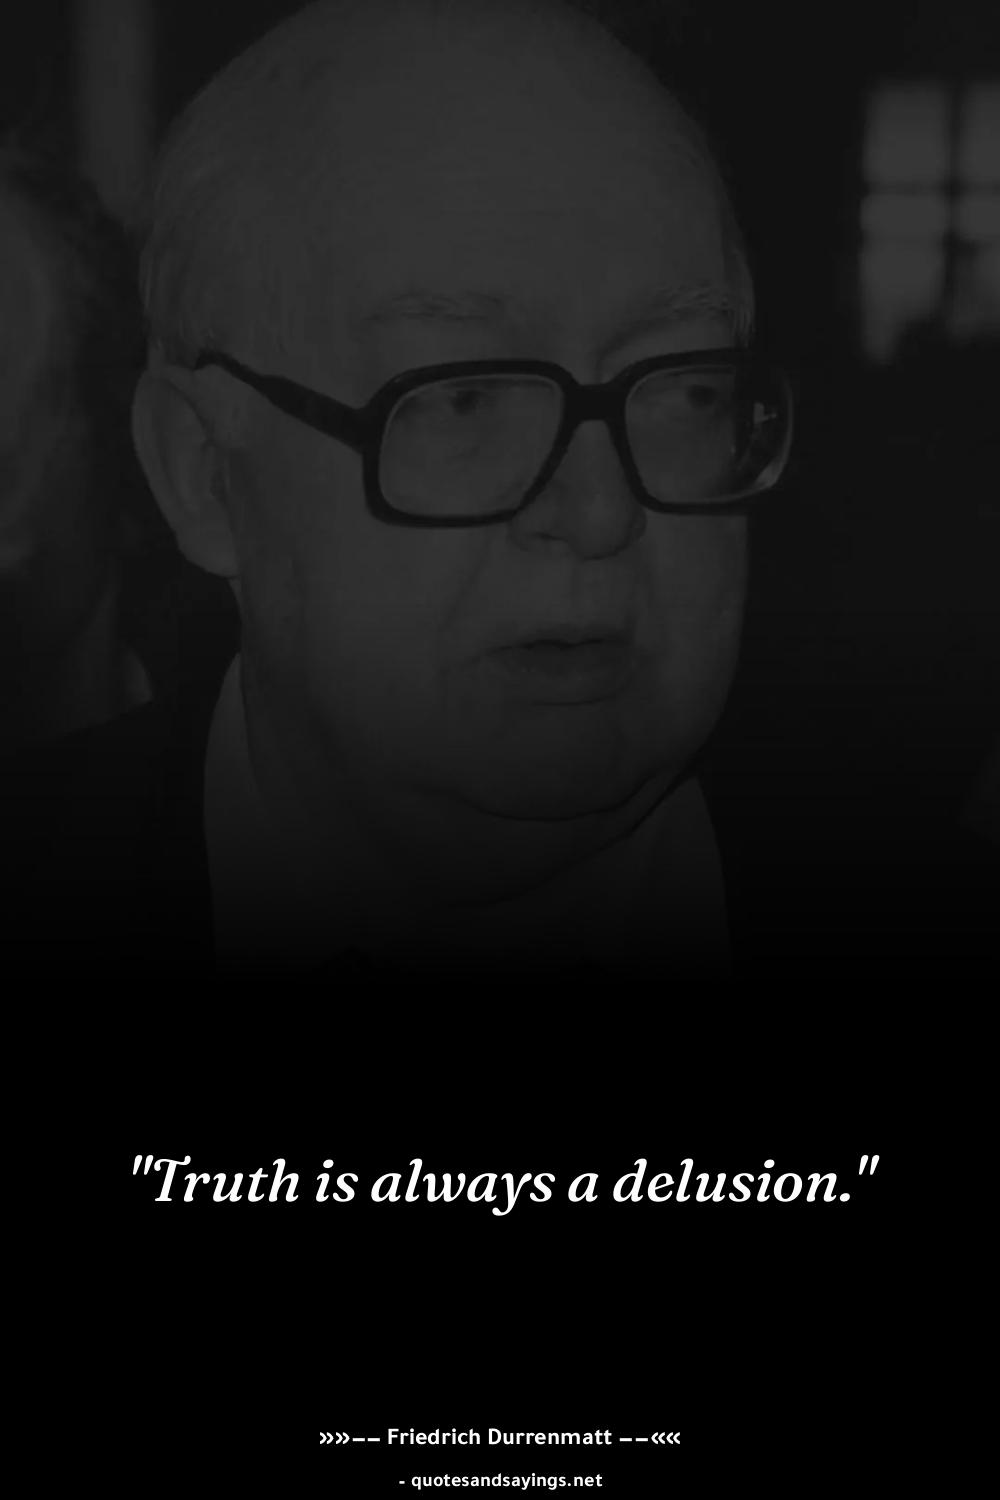 "Truth is always a delusion."
»»−− Friedrich Durrenmatt −−««
- quotesandsayings.net